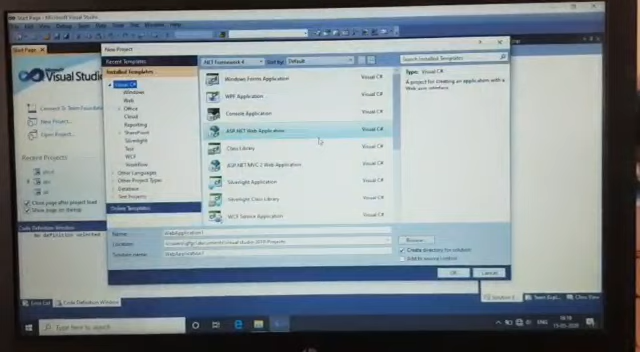 Start Page - Microsoft Visual Studio
New Project
Recent Templates
.NET Framework 4
Sort by: Default
Search Installed Templates
Installed Templates
Visual C#
Windows
Web
Office
Cloud
Reporting
SharePoint
Silverlight
Test
WCF
Workflow
Other Languages
Other Project Types
Database
Test Projects
Online Templates
Windows Forms Application Visual C#
WPF Application Visual C#
Console Application Visual C#
ASP.NET Web Application Visual C#
Class Library Visual C#
ASP.NET MVC 2 Web Application Visual C#
Silverlight Application Visual C#
Silverlight Class Library Visual C#
WCF Service Application Visual C#
Type: Visual C#
A project for creating an application with a
Web user interface
Name: WebApplication1
Location:
Solution name: WebApplication1
Browse...
Create directory for solution
Add to source control
OK
Cancel
Start Page
Visual Studio
Connect To Team Foundation
New Project...
Open Project...
Recent Projects
Close page after project load
Show page on startup
Code Definition Window
No definition selected
Error List
Code Definition Window
Team Expl...
Class View
Type here to search
ENG